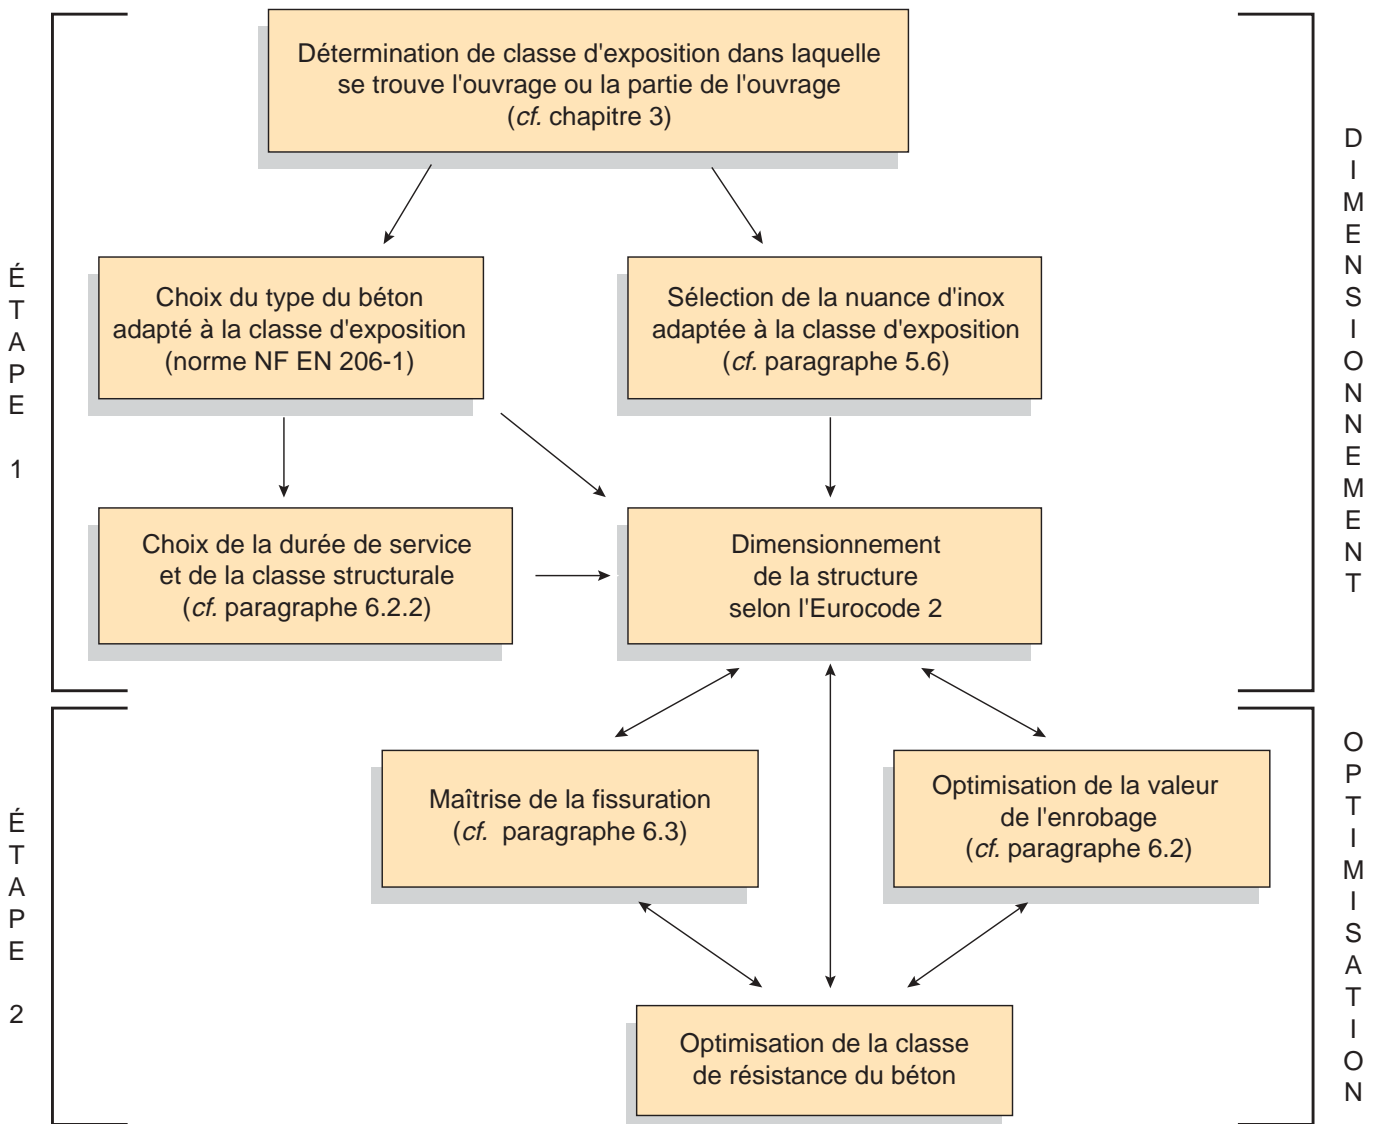 Détermination de classe d'exposition dans laquelle
se trouve l'ouvrage ou la partie de l'ouvrage
(cf. chapitre 3)
ÉTAPE 1
DIMENSIONNEMENT
Choix du type du béton
adapté à la classe d'exposition
(norme NF EN 206-1)
Sélection de la nuance d'inox
adaptée à la classe d'exposition
(cf. paragraphe 5.6)
Choix de la durée de service
et de la classe structurale
(cf. paragraphe 6.2.2)
Dimensionnement
de la structure
selon l'Eurocode 2
ÉTAPE 2
OPTIMISATION
Maîtrise de la fissuration
(cf. paragraphe 6.3)
Optimisation de la valeur
de l'enrobage
(cf. paragraphe 6.2)
Optimisation de la classe
de résistance du béton